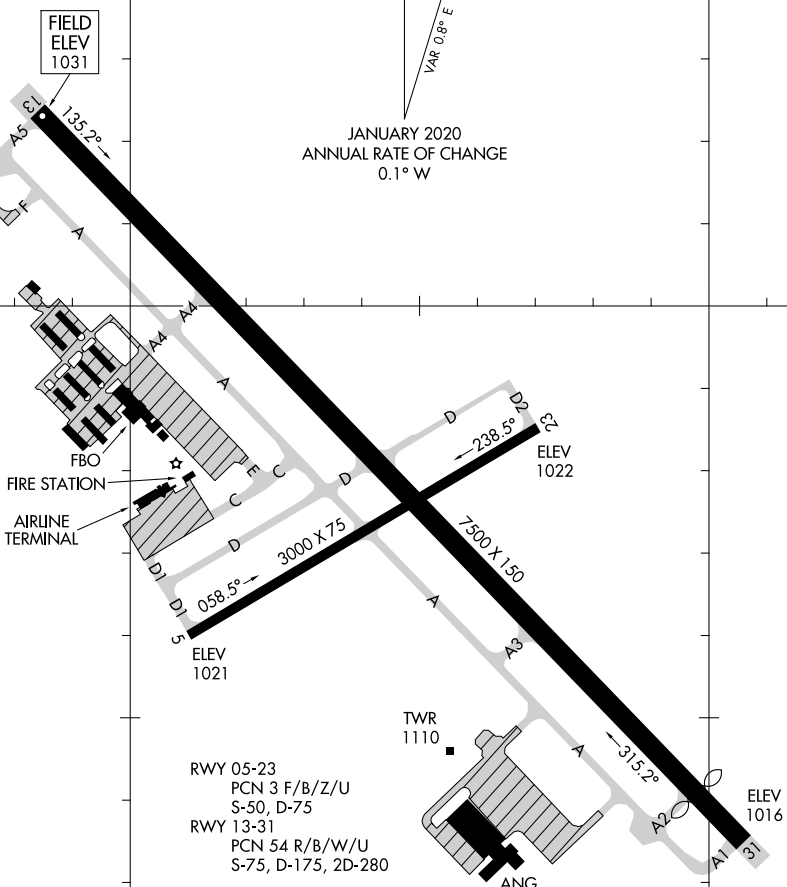 FIELD
ELEV
1031
VAR 0.8° E
JANUARY 2020
ANNUAL RATE OF CHANGE
0.1° W
13
135.2°
A5
F
A
A4
A4
A
D
D2
23
238.5°
ELEV
1022
FBO
FIRE STATION
AIRLINE
TERMINAL
E
C
C
D
D
3000 X 75
7500 X 150
D1
D1
058.5°
5
ELEV
1021
A
A3
TWR
1110
A
315.2°
A2
A1
31
ELEV
1016
RWY 05-23
PCN 3 F/B/Z/U
S-50, D-75
RWY 13-31
PCN 54 R/B/W/U
S-75, D-175, 2D-280
ANG